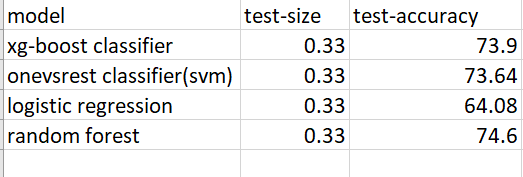 model test-size test-accuracy
xg-boost classifier 0.33 73.9
onevsrest classifier(svm) 0.33 73.64
logistic regression 0.33 64.08
random forest 0.33 74.6